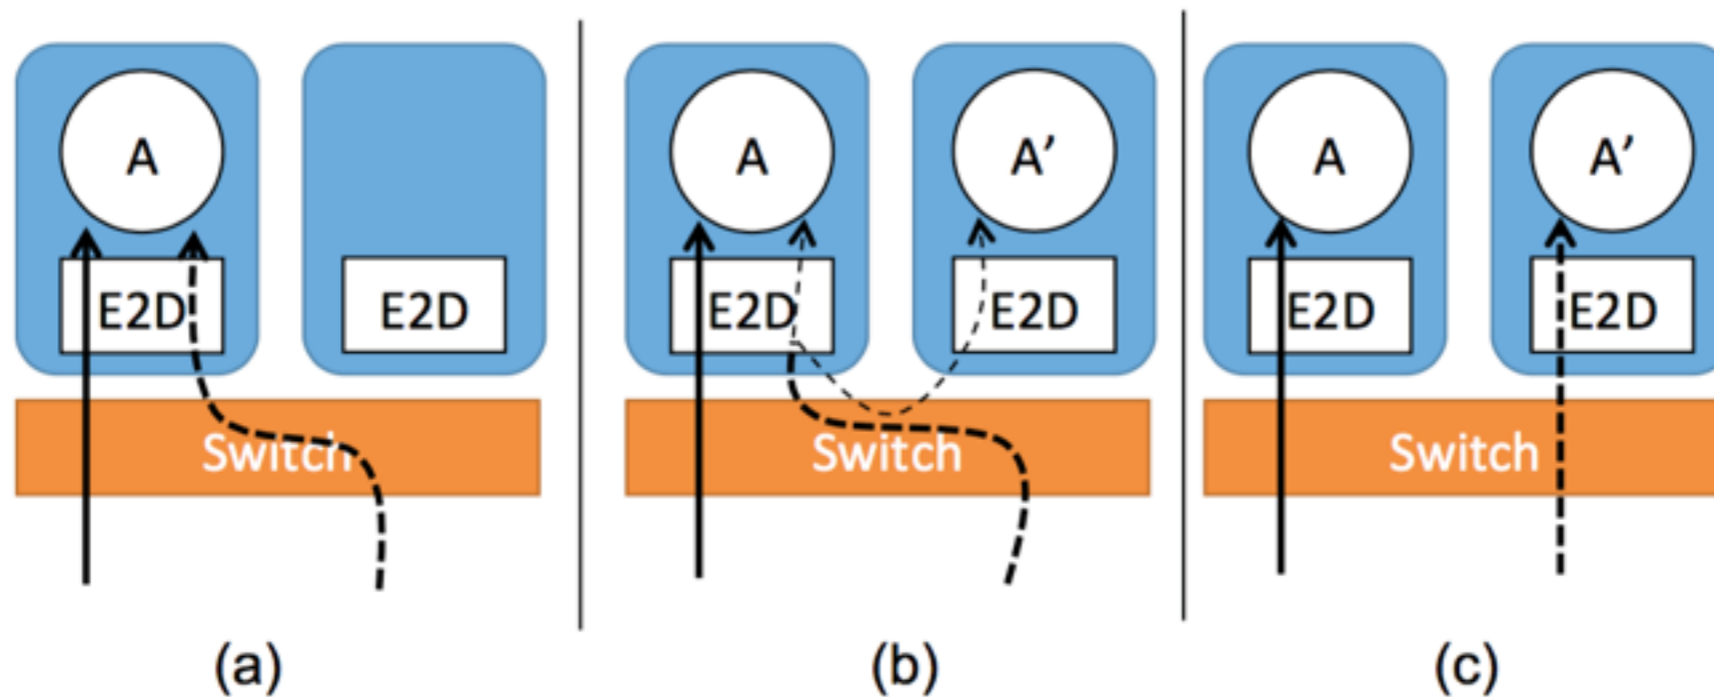 A
E2D
E2D
Switch
(a)
A
A’
E2D
E2D
Switch
(b)
A
A’
E2D
E2D
Switch
(c)